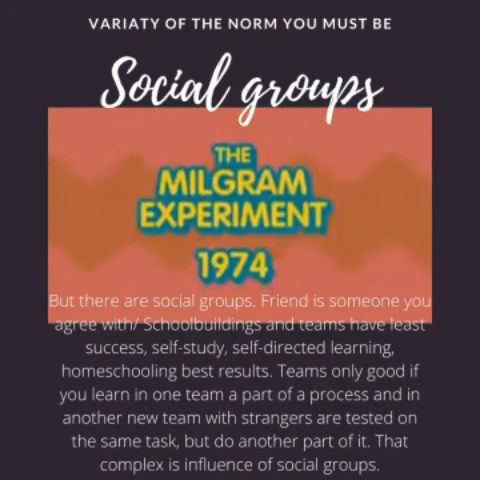 VARIATY OF THE NORM YOU MUST BE
Social groups
THE
MILGRAM
EXPERIMENT
1974
But there are social groups. Friend is someone you
agree with/ Schoolbuildings and teams have least
success, self-study, self-directed learning,
homeschooling best results. Teams only good if
you learn in one team a part of a process and in
another new team with strangers are tested on
the same task, but do another part of it. That
complex is influence of social groups.